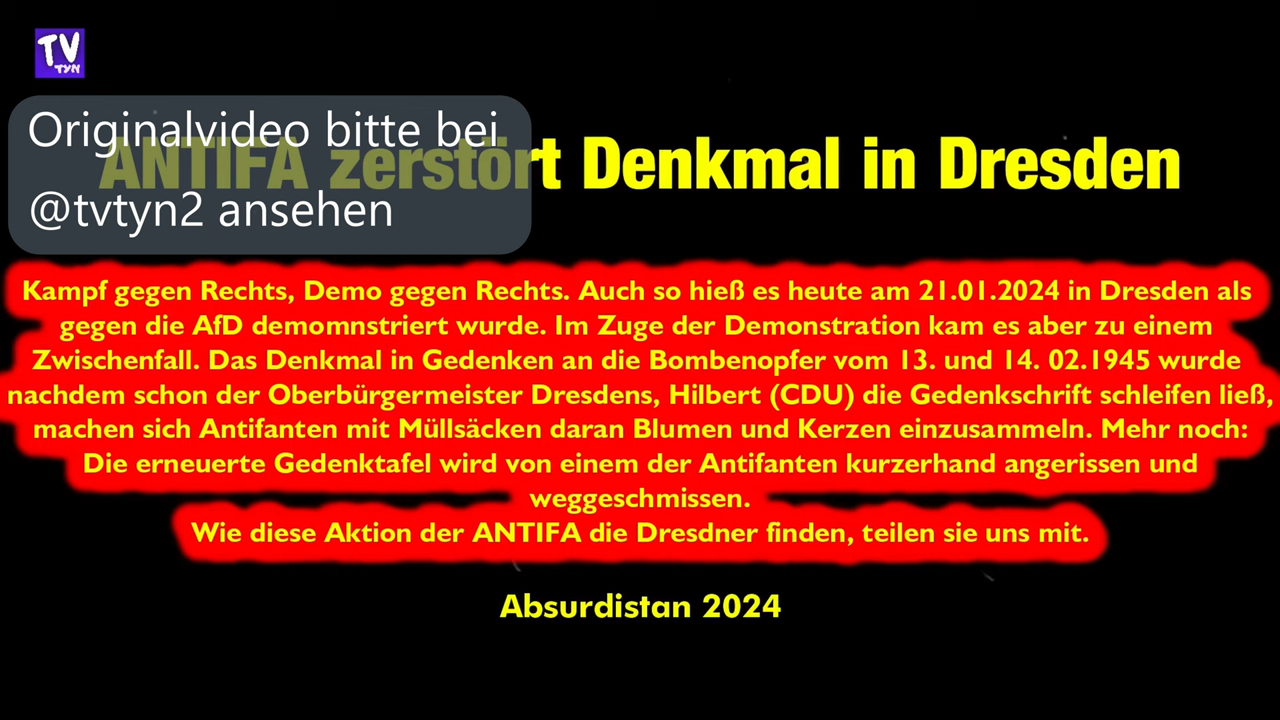 TV
TYN
Originalvideo bitte bei
@tvtyn2 ansehen
ANTIFA zerstört Denkmal in Dresden
Kampf gegen Rechts, Demo gegen Rechts. Auch so hieß es heute am 21.01.2024 in Dresden als
gegen die AfD demomnstriert wurde. Im Zuge der Demonstration kam es aber zu einem
Zwischenfall. Das Denkmal in Gedenken an die Bombenopfer vom 13. und 14. 02.1945 wurde
nachdem schon der Oberbürgermeister Dresdens, Hilbert (CDU) die Gedenkschrift schleifen ließ,
machen sich Antifanten mit Müllsäcken daran Blumen und Kerzen einzusammeln. Mehr noch:
Die erneuerte Gedenktafel wird von einem der Antifanten kurzerhand angerissen und
weggeschmissen.
Wie diese Aktion der ANTIFA die Dresdner finden, teilen sie uns mit.
Absurdistan 2024